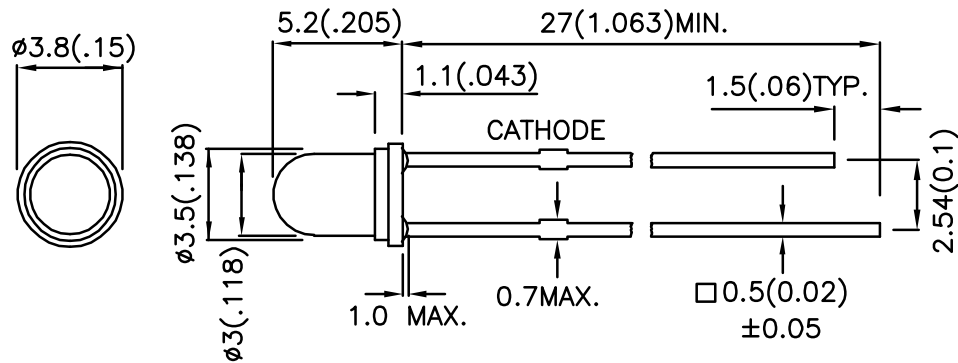 5.2(.205)
27(1.063)MIN.
ø3.8(.15)
1.1(.043)
1.5(.06)TYP.
CATHODE
ø3.5(.138)
ø3(.118)
2.54(0.1)
1.0 MAX.
0.7MAX.
□0.5(0.02)
±0.05